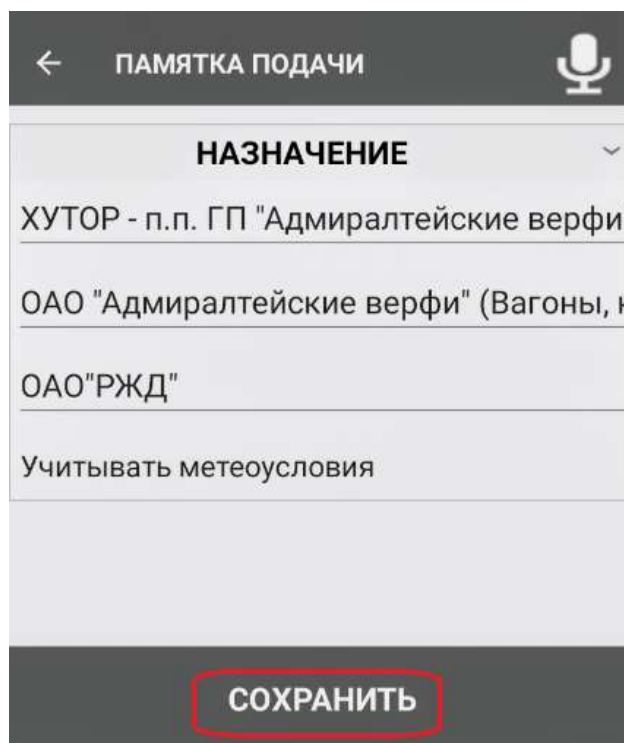 ПАМЯТКА ПОДАЧИ
НАЗНАЧЕНИЕ
ХУТОР - п.п. ГП "Адмиралтейские верфи
ОАО "Адмиралтейские верфи" (Вагоны,
ОАО"РЖД"
Учитывать метеоусловия
СОХРАНИТЬ